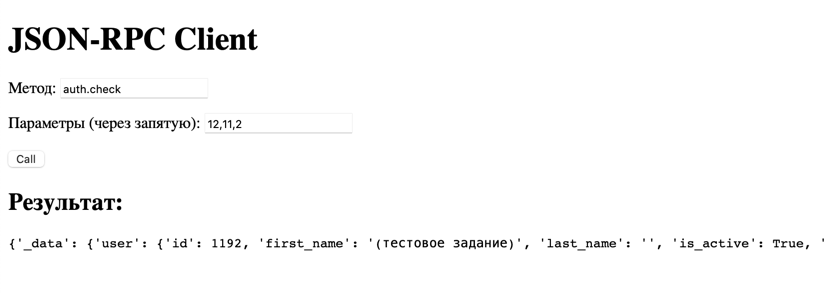 JSON-RPC Client
Метод: auth.check
Параметры (через запятую): 12,11,2
Call
Результат:
{'_data': {'user': {'id': 1192, 'first_name': '(тестовое задание)', 'last_name': '', 'is_active': True, '